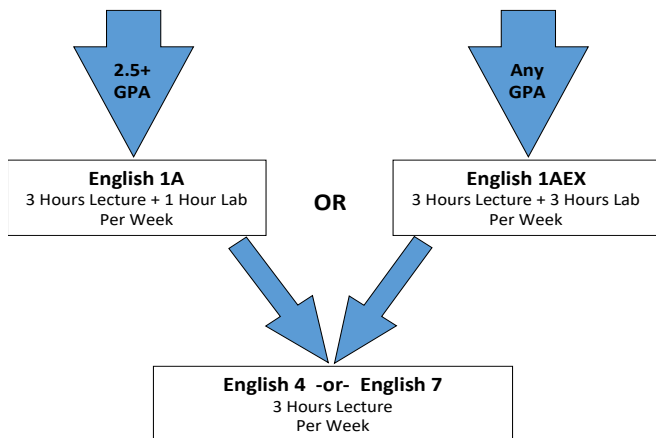 2.5+
GPA
Any
GPA
English 1A
3 Hours Lecture + 1 Hour Lab
Per Week
OR
English 1AEX
3 Hours Lecture + 3 Hours Lab
Per Week
English 4 -or- English 7
3 Hours Lecture
Per Week